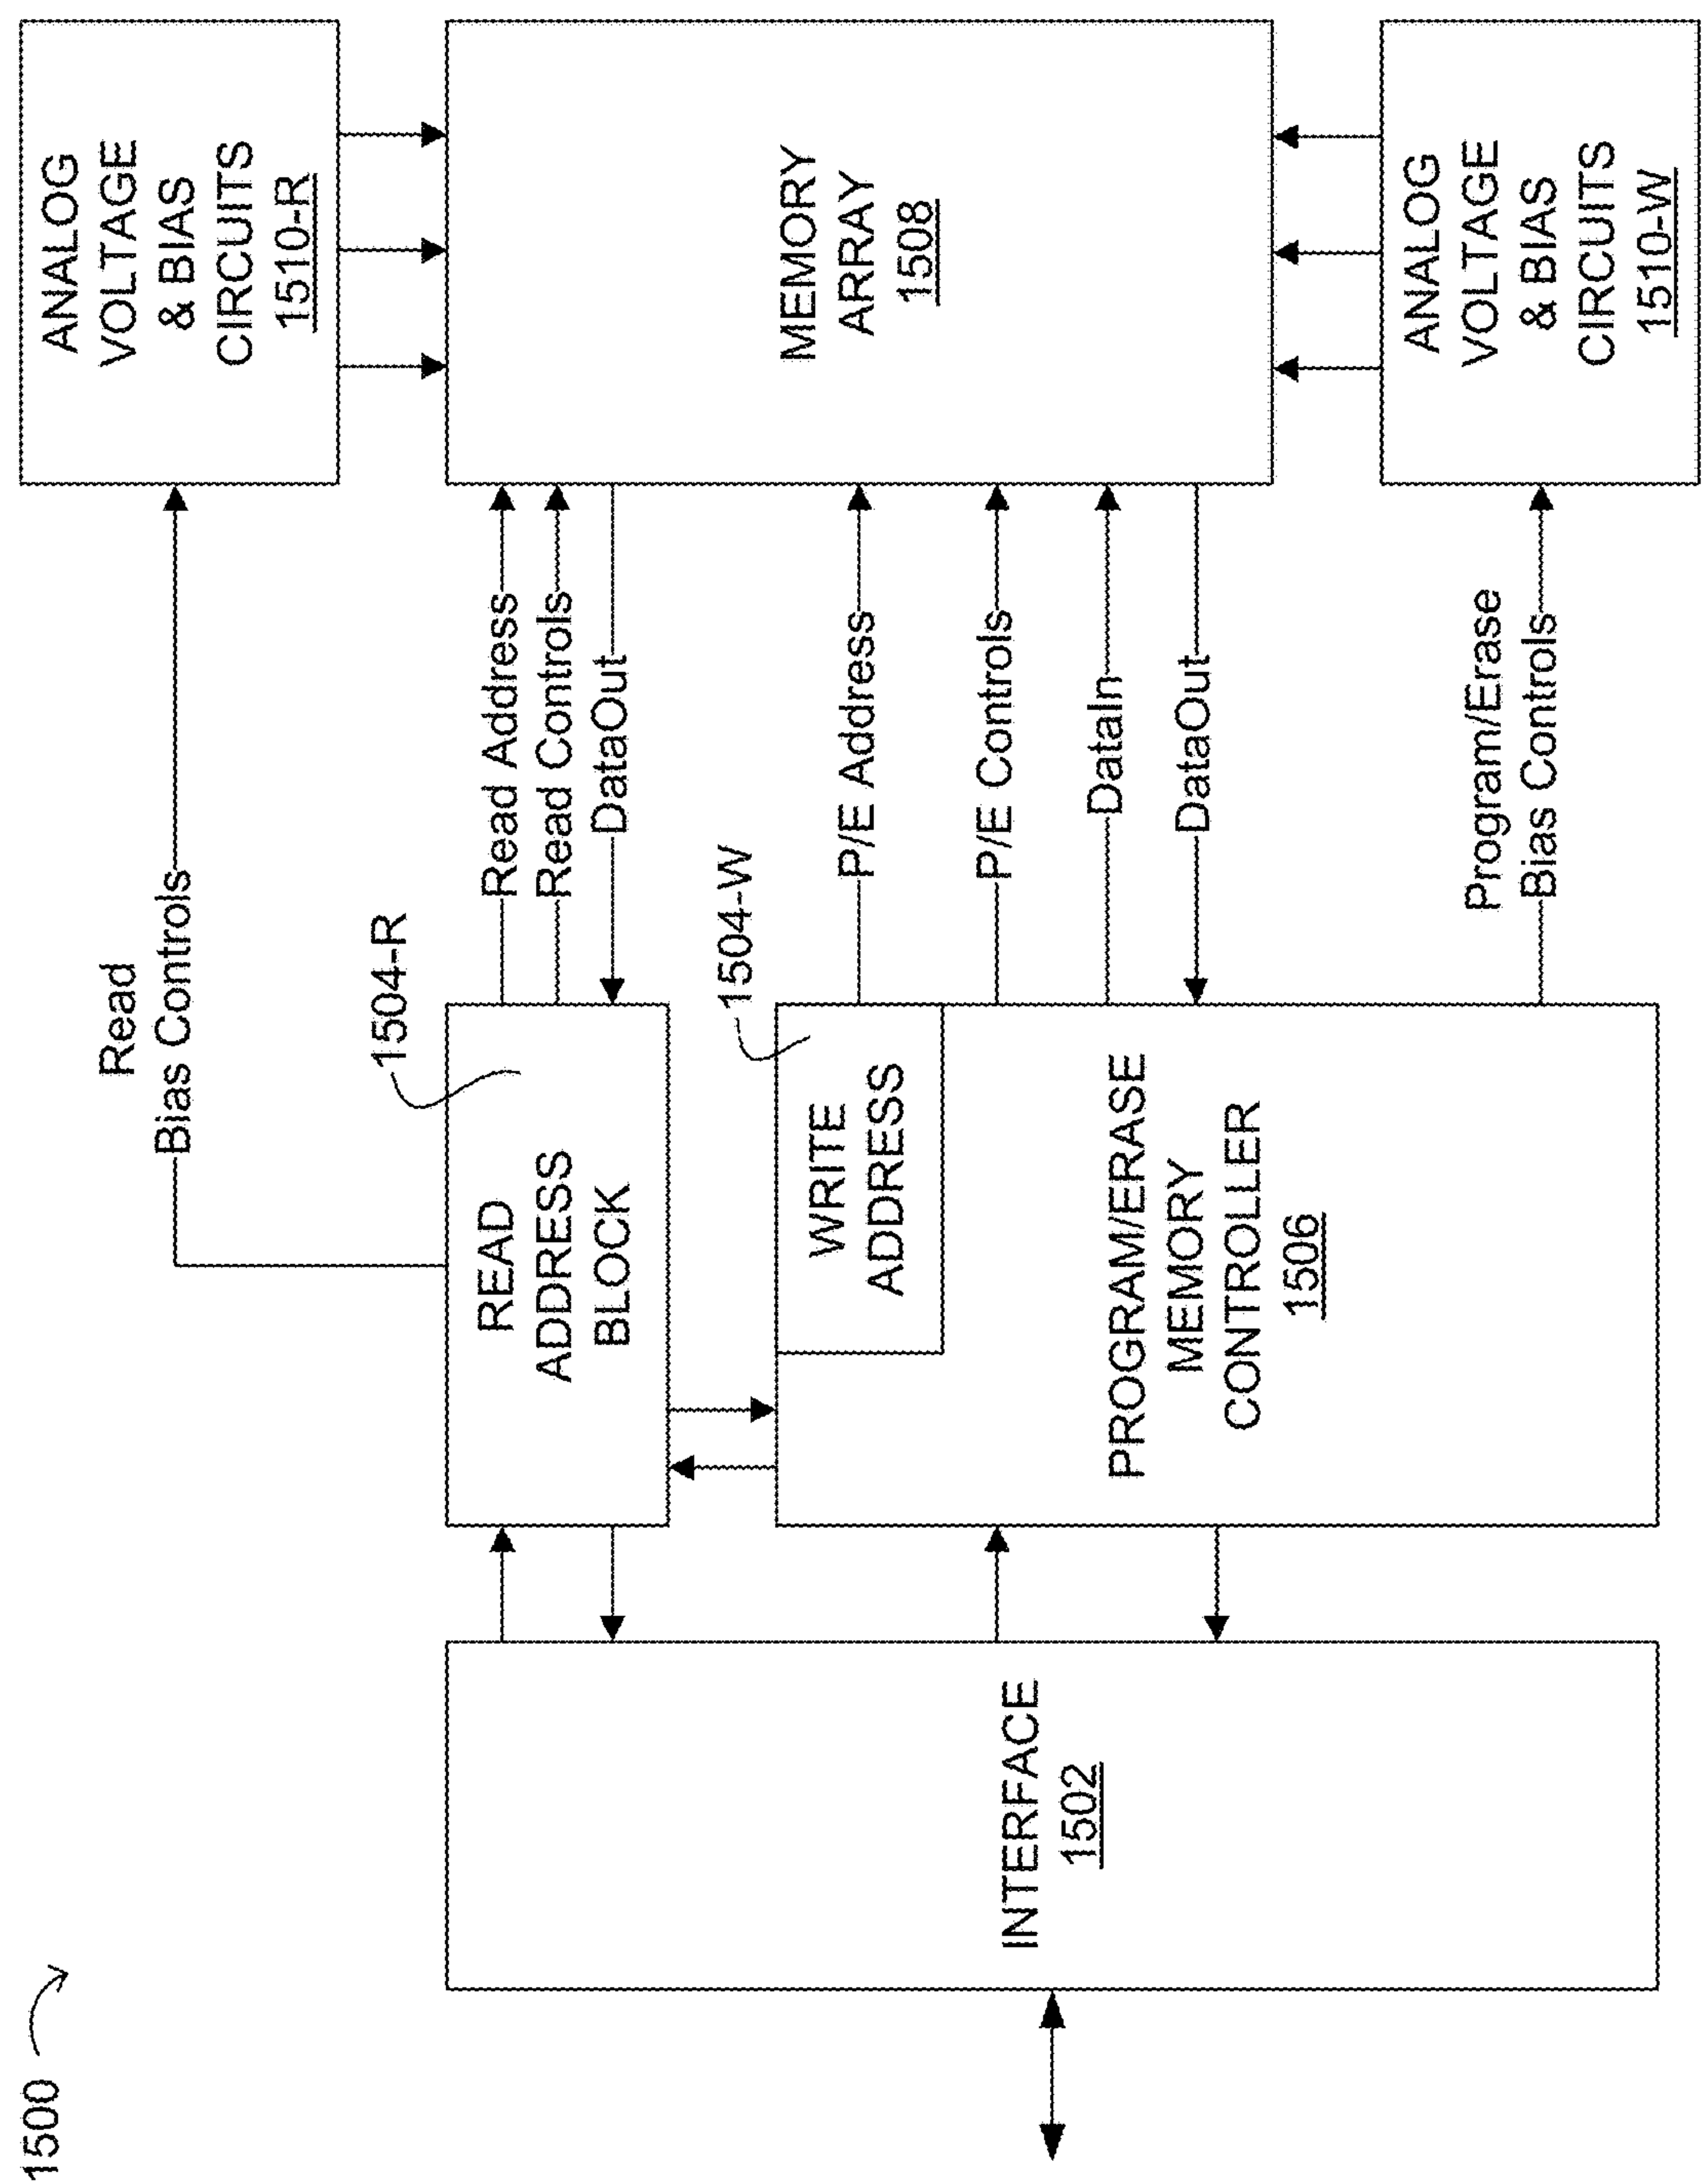 1500
INTERFACE
1502
READ
ADDRESS
BLOCK
1504-R
WRITE
ADDRESS
1504-W
PROGRAM/ERASE
MEMORY
CONTROLLER
1506
Read
Bias Controls
Read Address
Read Controls
DataOut
P/E Address
P/E Controls
DataIn
DataOut
Program/Erase
Bias Controls
ANALOG
VOLTAGE
& BIAS
CIRCUITS
1510-R
MEMORY
ARRAY
1508
ANALOG
VOLTAGE
& BIAS
CIRCUITS
1510-W